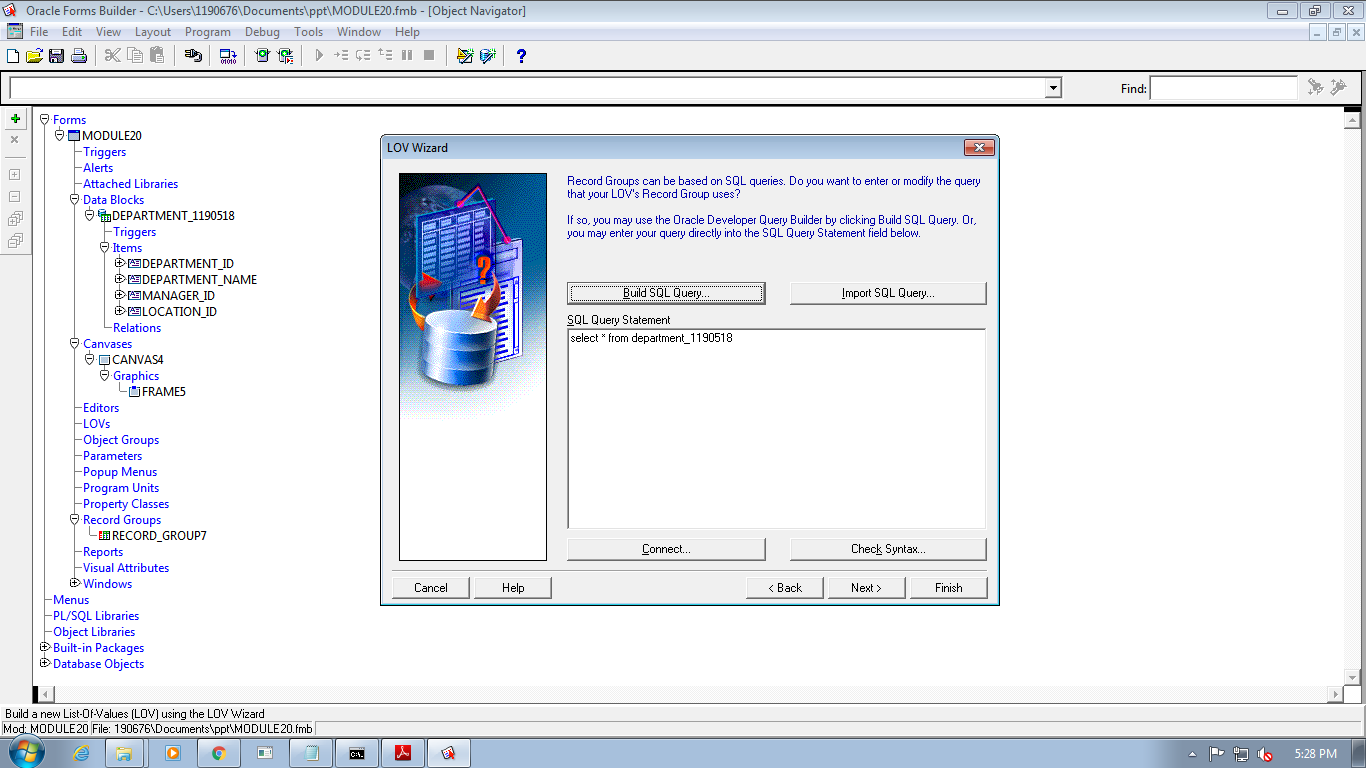 Oracle Forms Builder - C:\Users\1190676\Documents\ppt\MODULE20.fmb - [Object Navigator]
File Edit View Layout Program Debug Tools Window Help
Find:
Forms
MODULE20
Triggers
Alerts
Attached Libraries
Data Blocks
DEPARTMENT_1190518
Triggers
Items
DEPARTMENT_ID
DEPARTMENT_NAME
MANAGER_ID
LOCATION_ID
Relations
Canvases
CANVAS4
Graphics
FRAME5
Editors
LOVs
Object Groups
Parameters
Popup Menus
Program Units
Property Classes
Record Groups
RECORD_GROUP7
Reports
Visual Attributes
Windows
Menus
PL/SQL Libraries
Object Libraries
Built-in Packages
Database Objects
LOV Wizard
Record Groups can be based on SQL queries. Do you want to enter or modify the query
that your LOV's Record Group uses?
If so, you may use the Oracle Developer Query Builder by clicking Build SQL Query. Or,
you may enter your query directly into the SQL Query Statement field below.
Build SQL Query... Import SQL Query...
SQL Query Statement
select * from department_1190518
Connect... Check Syntax...
Cancel Help < Back Next > Finish
Build a new List-Of-Values (LOV) using the LOV Wizard
Mod: MODULE20 File: 190676\Documents\ppt\MODULE20.fmb
5:28 PM